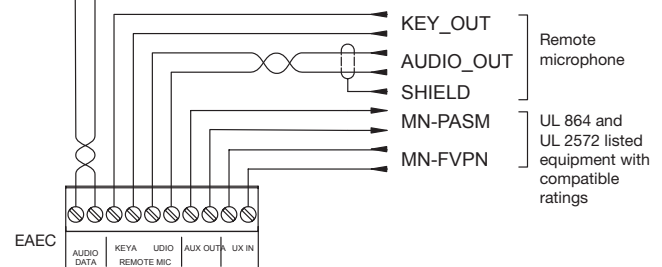 KEY_OUT
AUDIO_OUT
SHIELD
Remote
microphone
MN-PASM
MN-FVPN
UL 864 and
UL 2572 listed
equipment with
compatible
ratings
EAEC
AUDIO
DATA
KEYA UDIO
REMOTE MIC
AUX OUTA UX IN